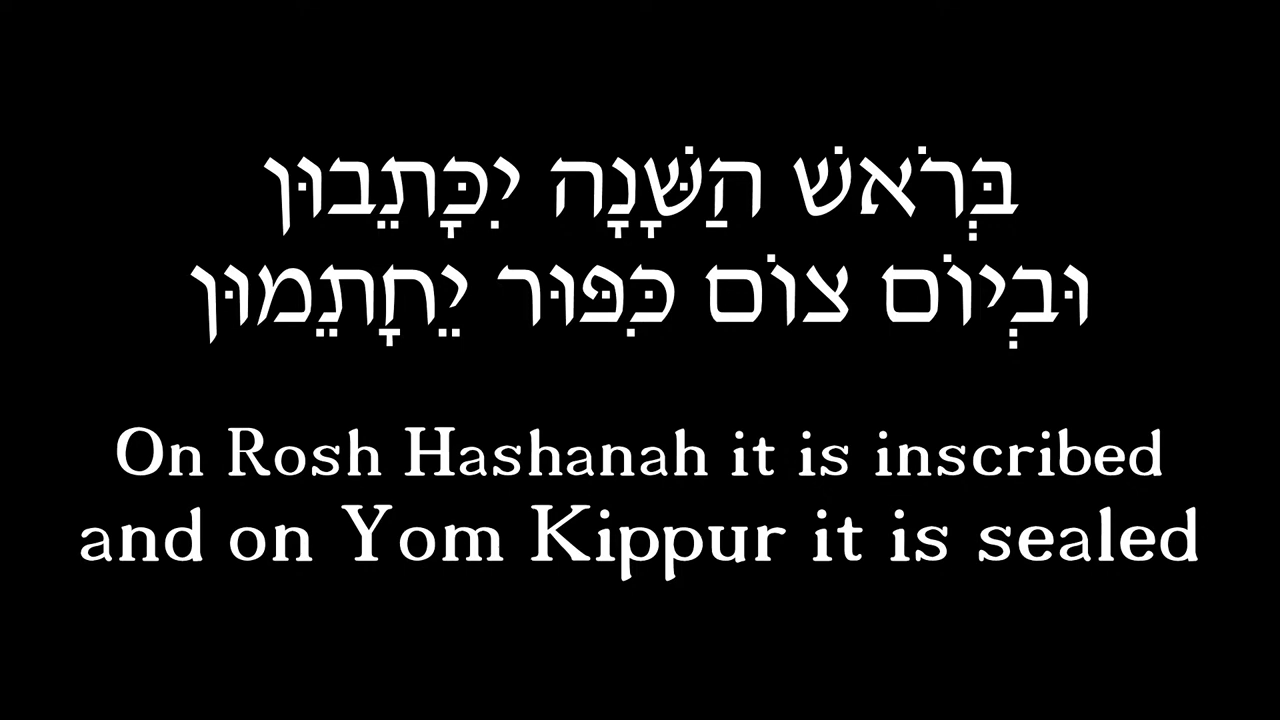 בְּרֹאשׁ הַשָּׁנָה יִכָּתֵבוּן
וּבְיוֹם צוֹם כִּפּוּר יֵחָתֵמוּן
On Rosh Hashanah it is inscribed
and on Yom Kippur it is sealed